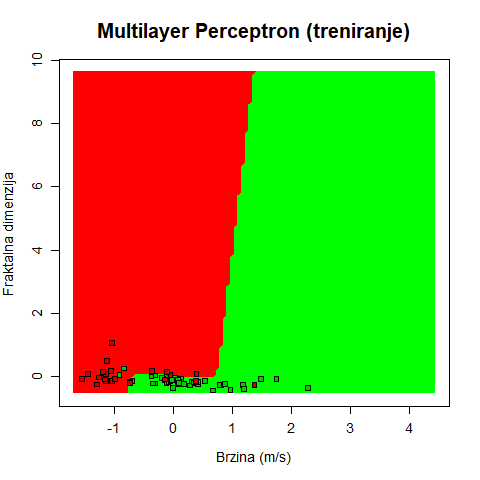 Multilayer Perceptron (treniranje)
Fraktalna dimenzija
10
8
6
4
2
0
-1 0 1 2 3 4
Brzina (m/s)